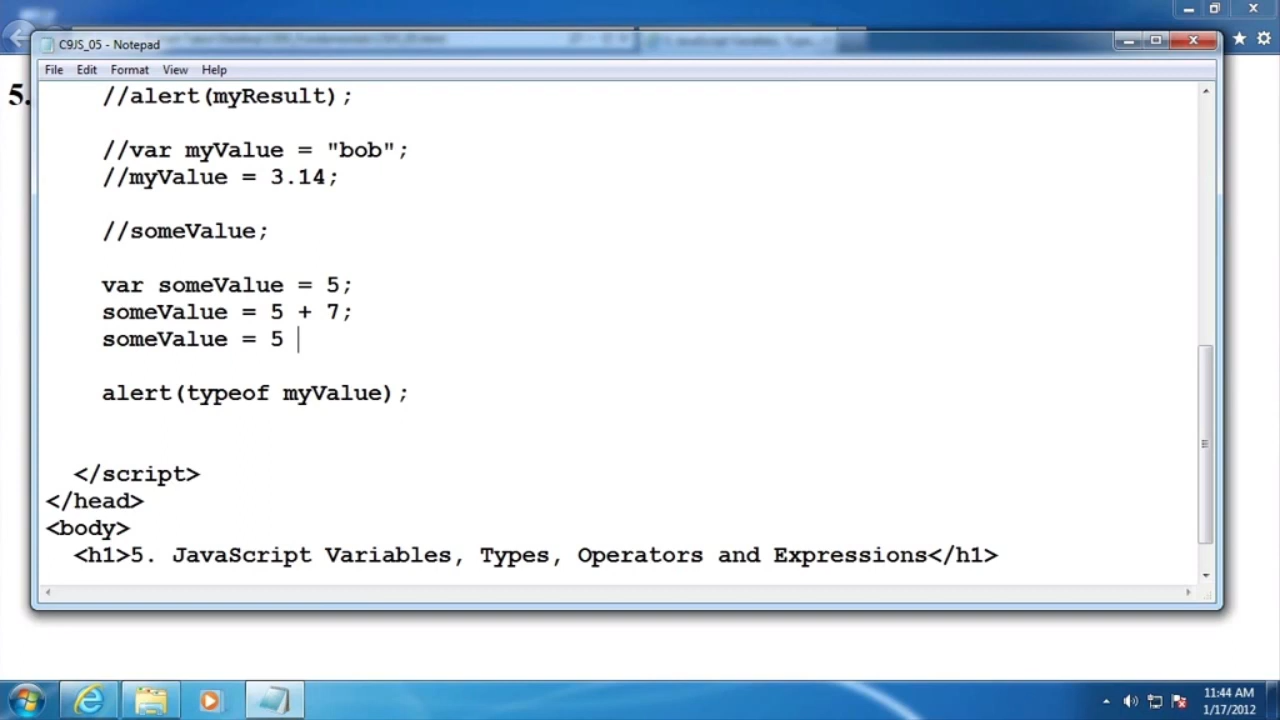 C9JS_05 - Notepad
File Edit Format View Help
5.
//alert(myResult);
//var myValue = "bob";
//myValue = 3.14;
//someValue;
var someValue = 5;
someValue = 5 + 7;
someValue = 5
alert(typeof myValue);
</script>
</head>
<body>
<h1>5. JavaScript Variables, Types, Operators and Expressions</h1>
11:44 AM
1/17/2012